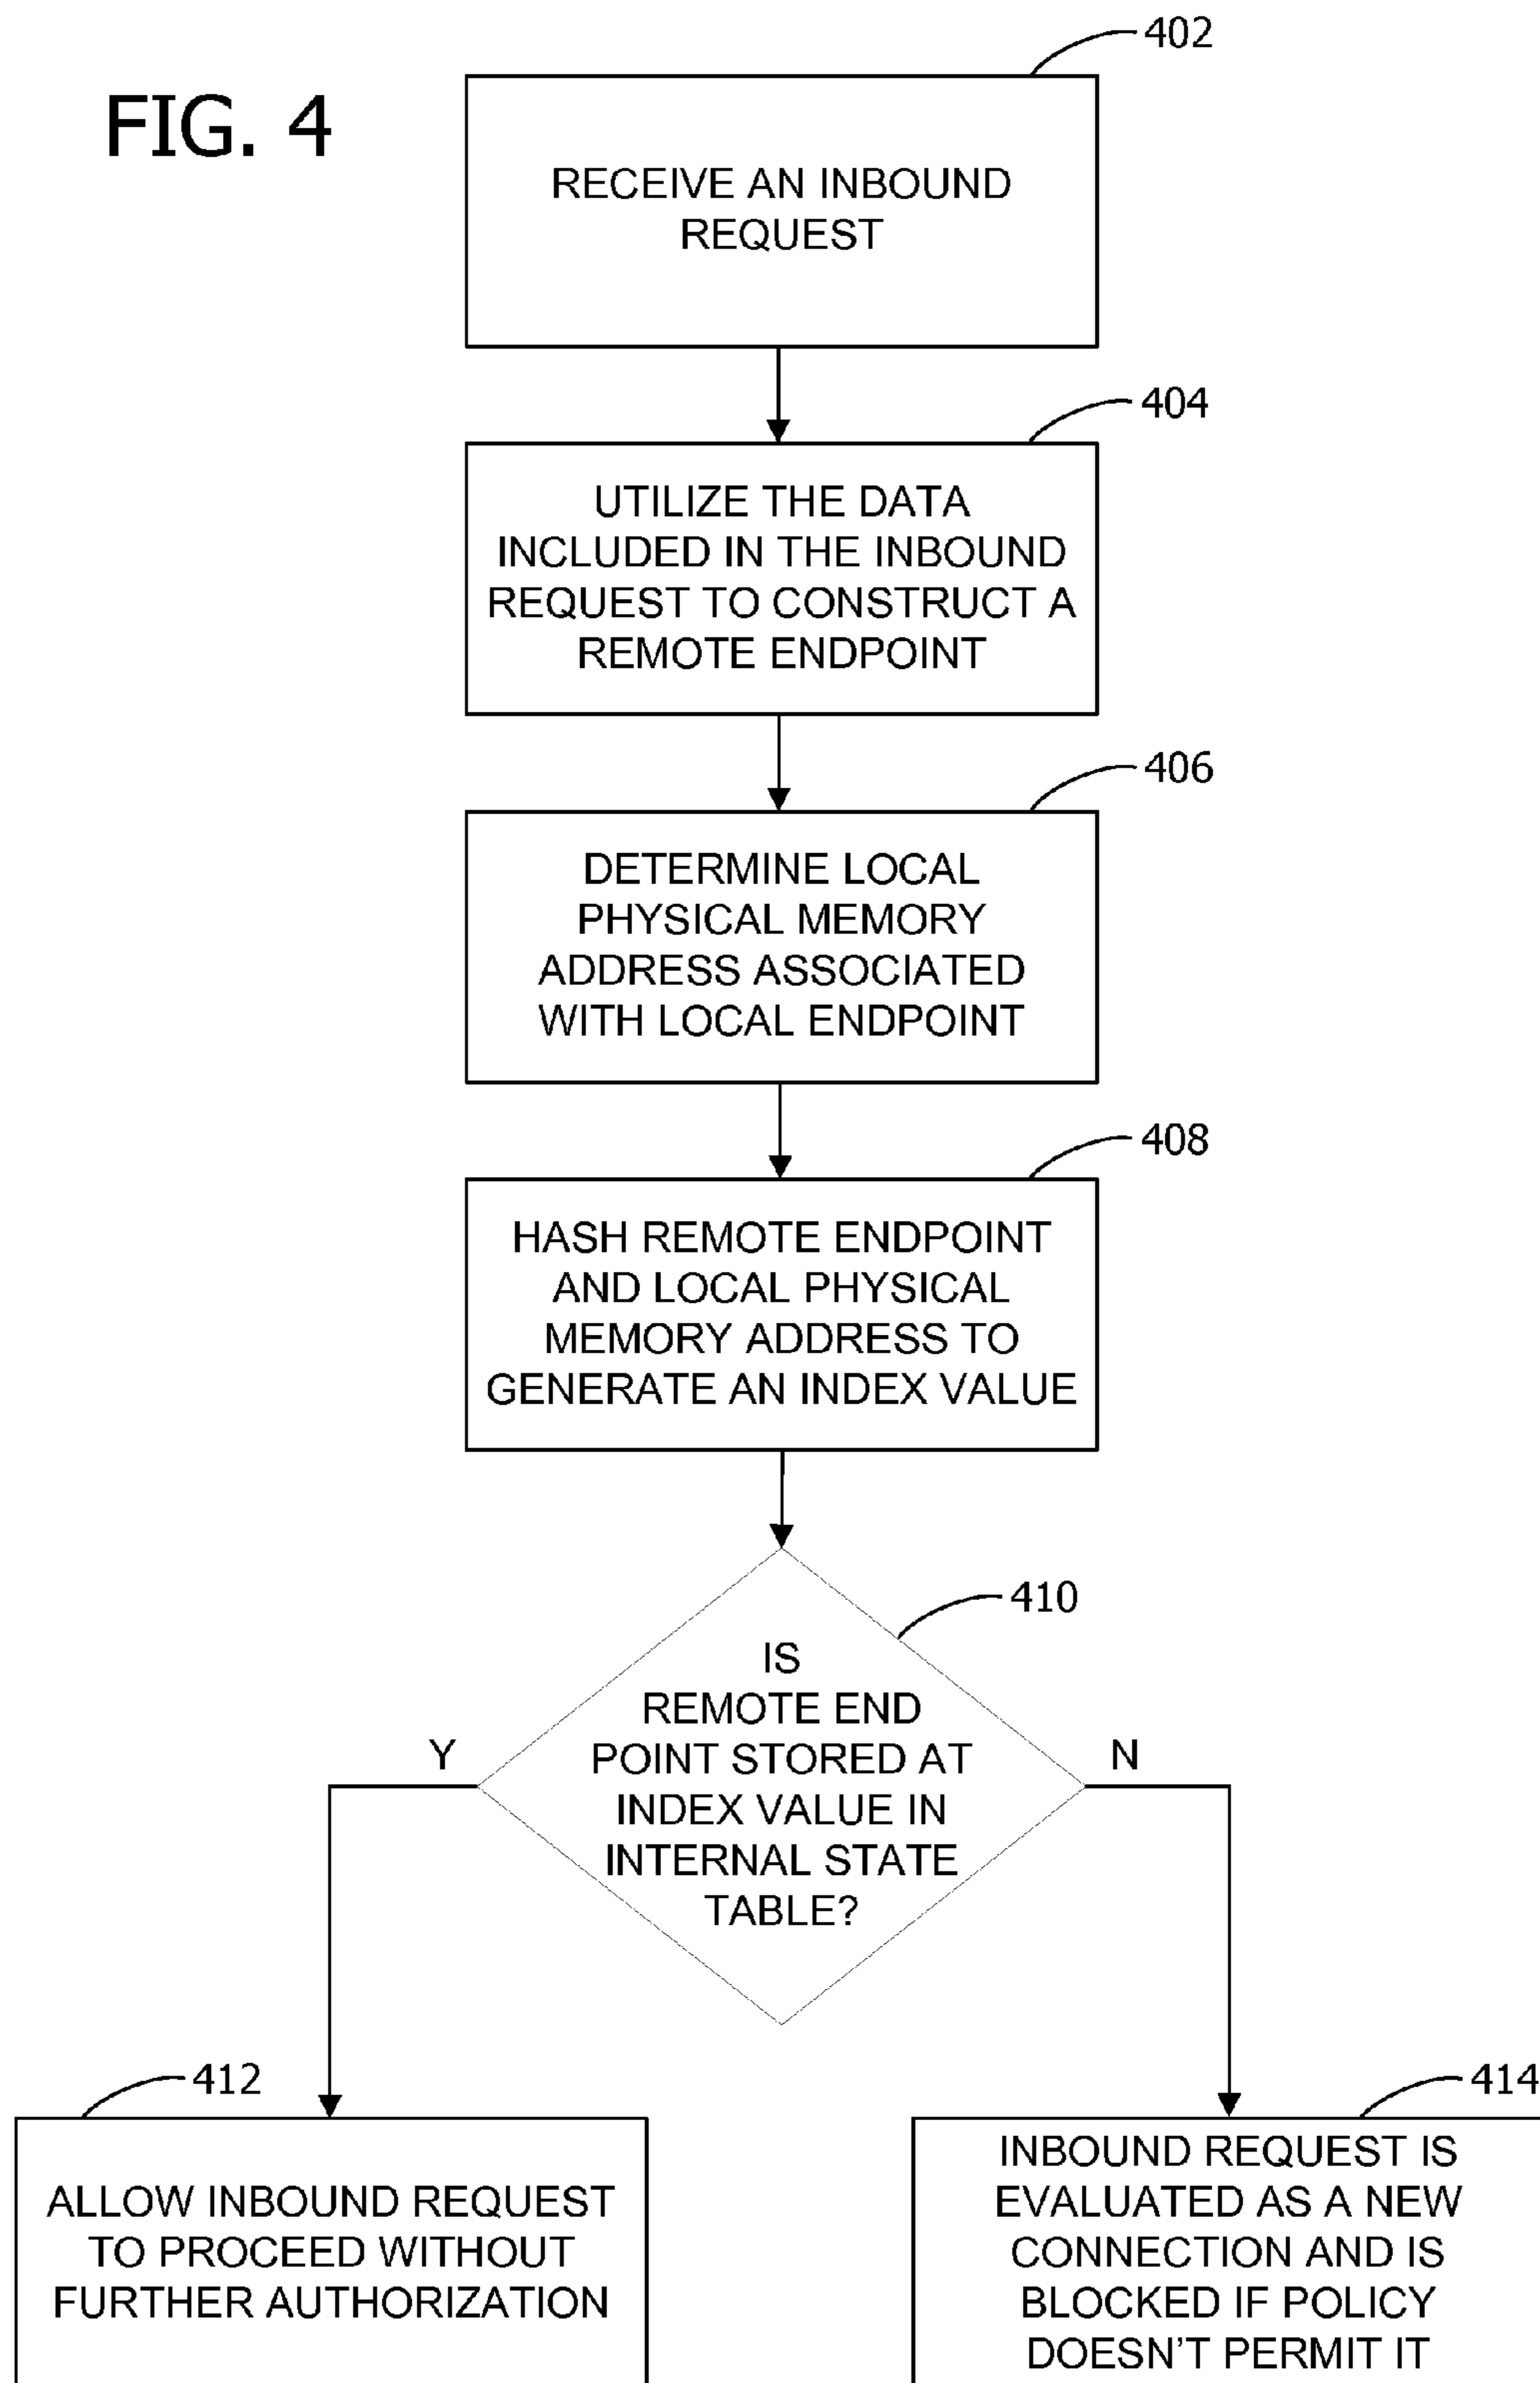 FIG. 4
402
RECEIVE AN INBOUND
REQUEST
404
UTILIZE THE DATA
INCLUDED IN THE INBOUND
REQUEST TO CONSTRUCT A
REMOTE ENDPOINT
406
DETERMINE LOCAL
PHYSICAL MEMORY
ADDRESS ASSOCIATED
WITH LOCAL ENDPOINT
408
HASH REMOTE ENDPOINT
AND LOCAL PHYSICAL
MEMORY ADDRESS TO
GENERATE AN INDEX VALUE
410
IS
REMOTE END
POINT STORED AT
INDEX VALUE IN
INTERNAL STATE
TABLE?
Y
N
412
ALLOW INBOUND REQUEST
TO PROCEED WITHOUT
FURTHER AUTHORIZATION
414
INBOUND REQUEST IS
EVALUATED AS A NEW
CONNECTION AND IS
BLOCKED IF POLICY
DOESN'T PERMIT IT